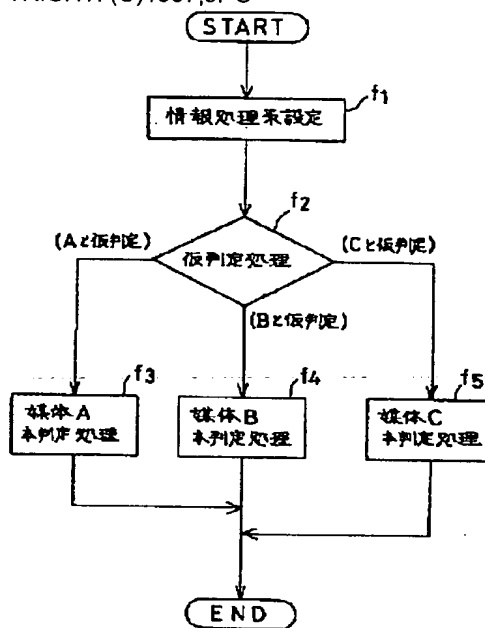 START
f1
情報処理系設定
f2
(Aと仮判定)
(Cと仮判定)
仮判定処理
(Bと仮判定)
f3
f4
f5
媒体A
本判定処理
媒体B
本判定処理
媒体C
本判定処理
END